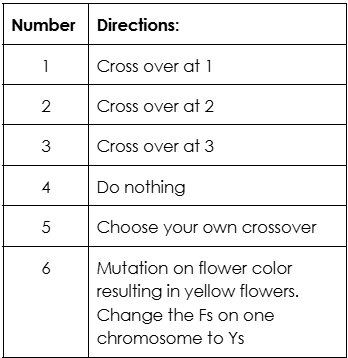 Number Directions:
1 Cross over at 1
2 Cross over at 2
3 Cross over at 3
4 Do nothing
5 Choose your own crossover
6 Mutation on flower color
resulting in yellow flowers.
Change the Fs on one
chromosome to Ys